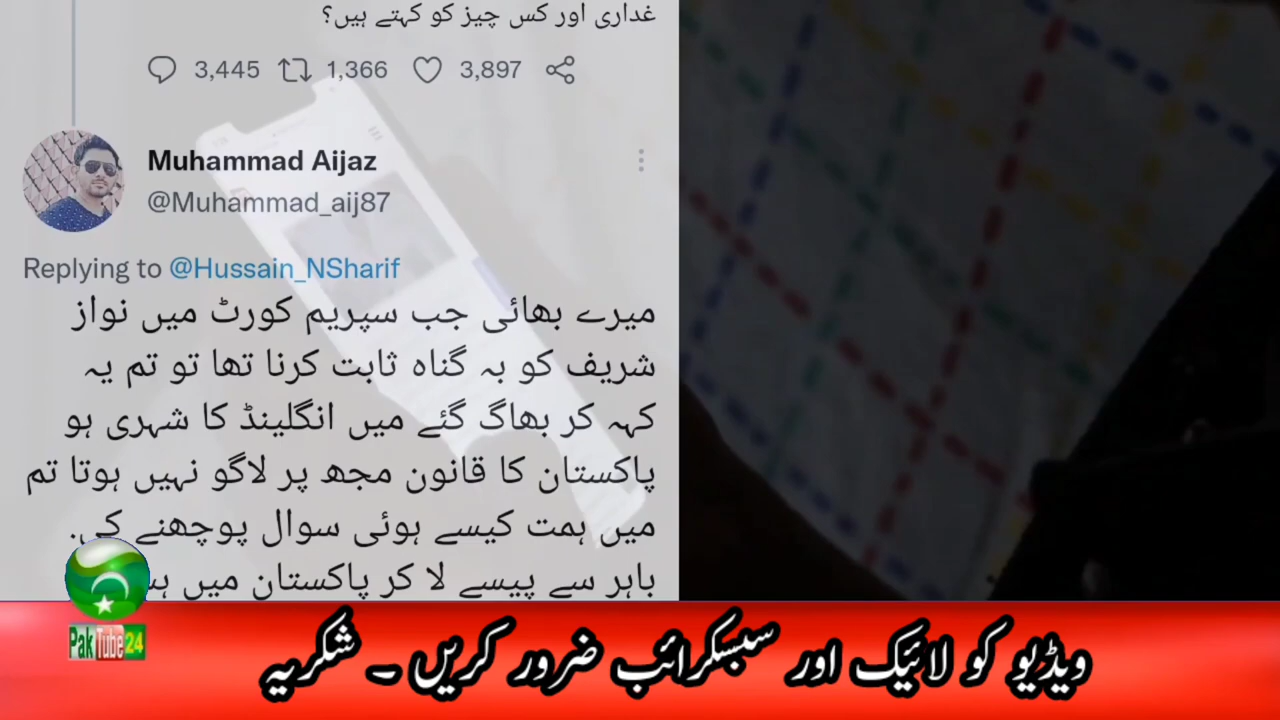 غداری اور کس چیز کو کہتے ہیں؟
3,445 1,366 3,897
Muhammad Aijaz
@Muhammad_aij87
Replying to @Hussain_NSharif
میرے بھائی جب سپریم کورٹ میں نواز
شریف کو بہ گناہ ثابت کرنا تھا تو تم یہ
کہہ کر بھاگ گئے میں انگلینڈ کا شہری ہو
پاکستان کا قانون مجھ پر لاگو نہیں ہوتا تم
میں ہمت کیسے ہوئی سوال پوچھنے کی.
باہر سے پیسے لا کر پاکستان میں
PakTube24
ویڈیو کو لائیک اور سبسکرائب ضرور کریں ۔ شکریہ